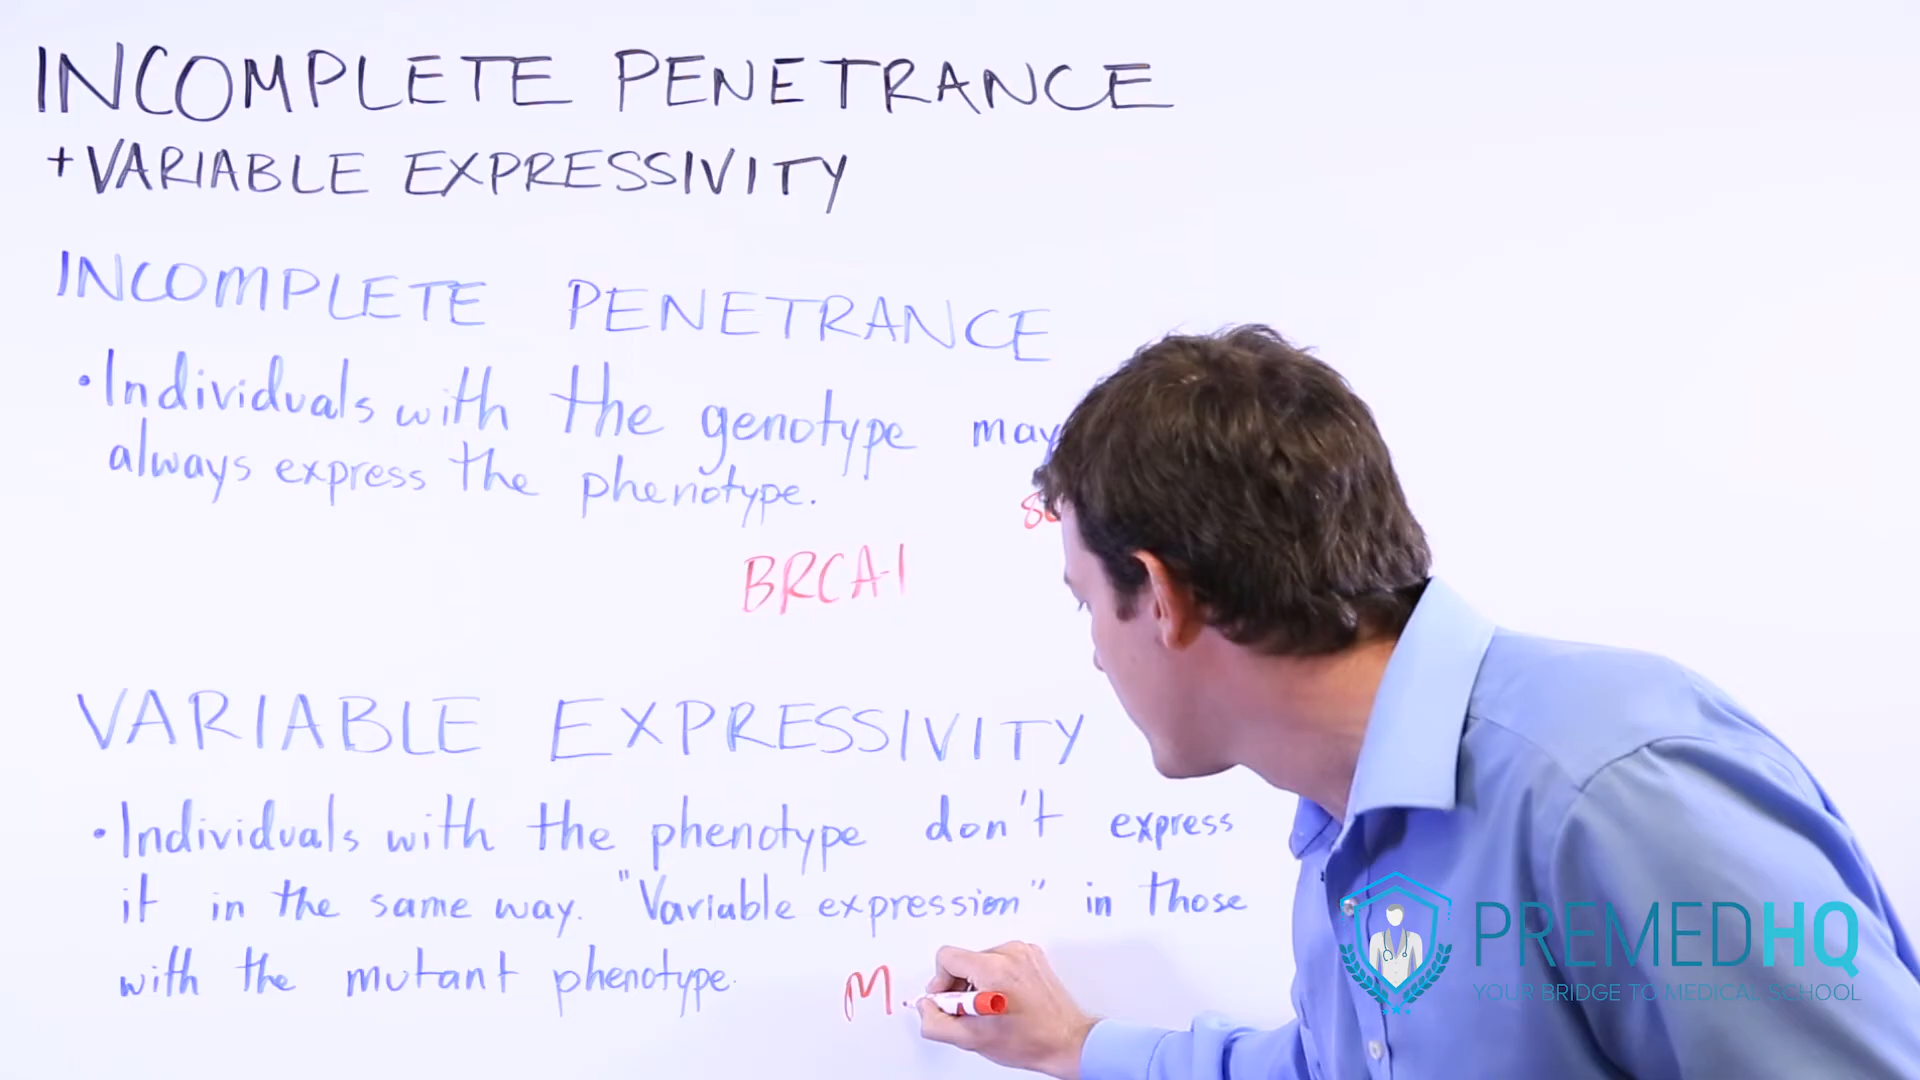 INCOMPLETE PENETRANCE
+ VARIABLE EXPRESSIVITY
INCOMPLETE PENETRANCE
• Individuals with the genotype may
always express the phenotype.
BRCA-1
VARIABLE EXPRESSIVITY
• Individuals with the phenotype don't express
it in the same way. "Variable expression" in those
with the mutant phenotype.
M
PREMEDHQ
YOUR BRIDGE TO MEDICAL SCHOOL